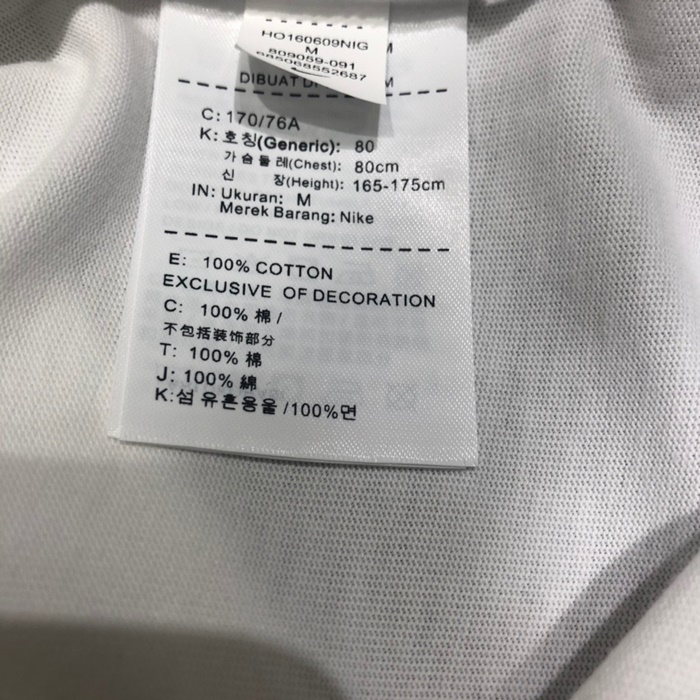 HO160609NIG
M
809059-091
685068552687
DIBUAT M
C: 170/76A
K: 호칭(Generic): 80
가슴둘레(Chest): 80cm
신 장(Height): 165-175cm
IN: Ukuran: M
Merek Barang: Nike
E: 100% COTTON
EXCLUSIVE OF DECORATION
C: 100% 棉 /
不包括装饰部分
T: 100% 棉
J: 100% 綿
K:섬유혼용율/100%면